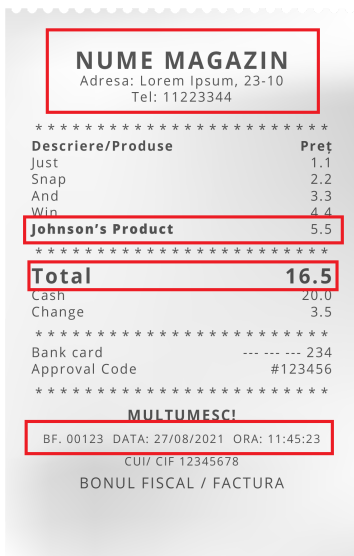 NUME MAGAZIN
Adresa: Lorem Ipsum, 23-10
Tel: 11223344
* * * * * * * * * * * * * * * * * * * * * * * *
Descriere/Produse Preț
Just 1.1
Snap 2.2
And 3.3
Win 4.4
Johnson's Product 5.5
* * * * * * * * * * * * * * * * * * * * * * * *
Total 16.5
Cash 20.0
Change 3.5
* * * * * * * * * * * * * * * * * * * * * * * *
Bank card --- --- --- 234
Approval Code #123456
* * * * * * * * * * * * * * * * * * * * * * * *
MULTUMESC!
BF. 00123 DATA: 27/08/2021 ORA: 11:45:23
CUI/ CIF 12345678
BONUL FISCAL / FACTURA